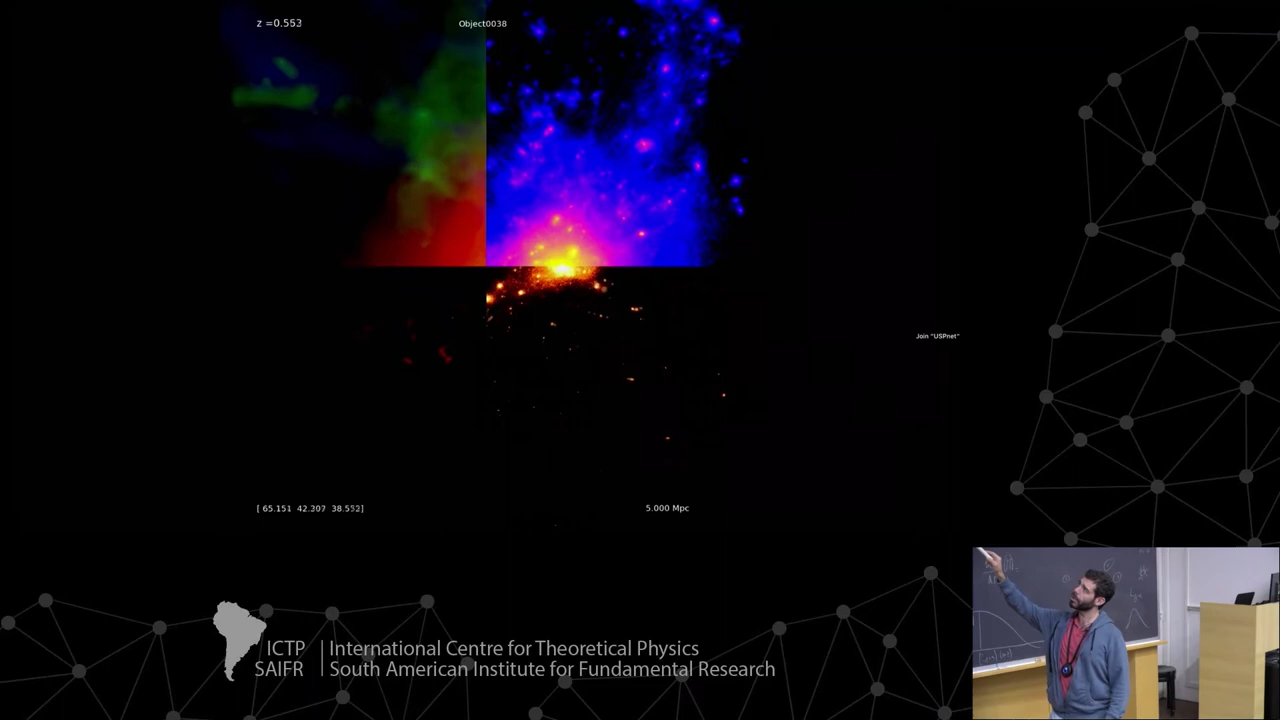 z =0.553
Object0038
Join "USPnet"
[ 65.151 42.307 38.532]
5.000 Mpc
ICTP
SAIFR
International Centre for Theoretical Physics
South American Institute for Fundamental Research